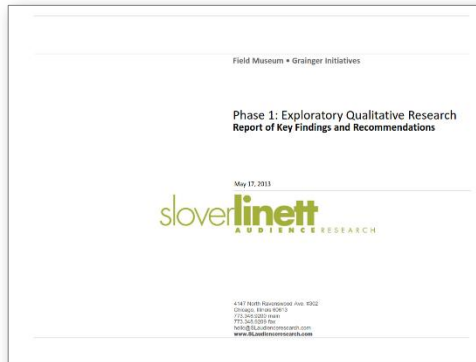 Field Museum • Grainger Initiatives
Phase 1: Exploratory Qualitative Research
Report of Key Findings and Recommendations
May 17, 2013
sloverlinett
AUDIENCE RESEARCH
4147 North Ravenswood Ave. #302
Chicago, Illinois 60613
773.348.9200 main
773.348.9289 fax
hello@SLaudienceresearch.com
www.SLaudienceresearch.com